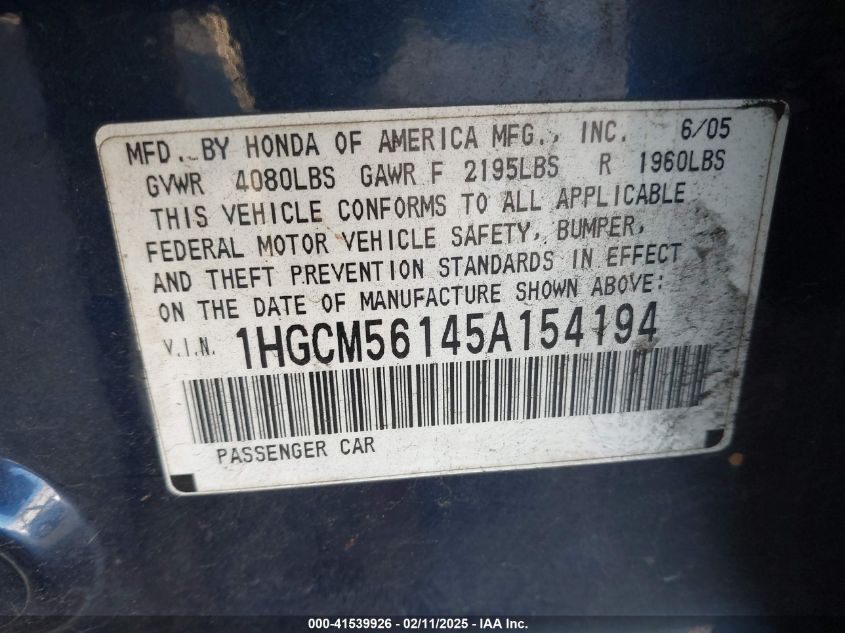 MFD. BY HONDA OF AMERICA MFG., INC. 6/05
GVWR 4080LBS GAWR F 2195LBS R 1960LBS
THIS VEHICLE CONFORMS TO ALL APPLICABLE
FEDERAL MOTOR VEHICLE SAFETY, BUMPER,
AND THEFT PREVENTION STANDARDS IN EFFECT
ON THE DATE OF MANUFACTURE SHOWN ABOVE:
V.I.N. 1HGCM56145A154194
PASSENGER CAR
000-41539926 - 02/11/2025 - IAA Inc.